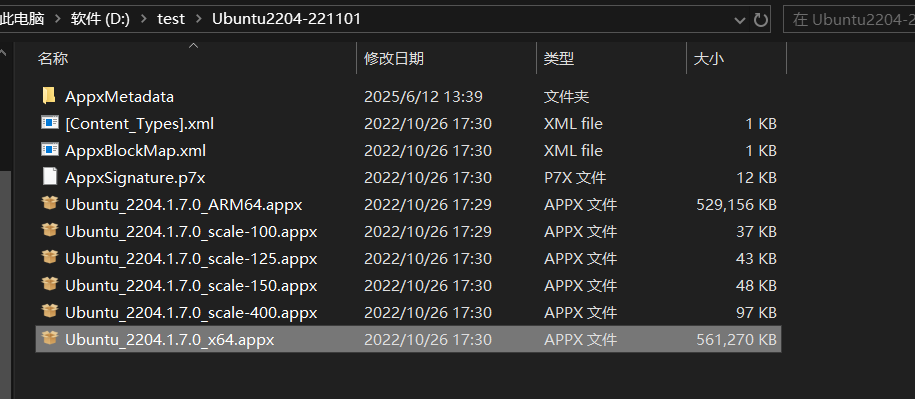 此电脑 > 软件 (D:) > test > Ubuntu2204-221101 在 Ubuntu2204-2
名称 修改日期 类型 大小
AppxMetadata 2025/6/12 13:39 文件夹
[Content_Types].xml 2022/10/26 17:30 XML file 1 KB
AppxBlockMap.xml 2022/10/26 17:30 XML file 1 KB
AppxSignature.p7x 2022/10/26 17:30 P7X 文件 12 KB
Ubuntu_2204.1.7.0_ARM64.appx 2022/10/26 17:29 APPX 文件 529,156 KB
Ubuntu_2204.1.7.0_scale-100.appx 2022/10/26 17:29 APPX 文件 37 KB
Ubuntu_2204.1.7.0_scale-125.appx 2022/10/26 17:30 APPX 文件 43 KB
Ubuntu_2204.1.7.0_scale-150.appx 2022/10/26 17:30 APPX 文件 48 KB
Ubuntu_2204.1.7.0_scale-400.appx 2022/10/26 17:30 APPX 文件 97 KB
Ubuntu_2204.1.7.0_x64.appx 2022/10/26 17:30 APPX 文件 561,270 KB